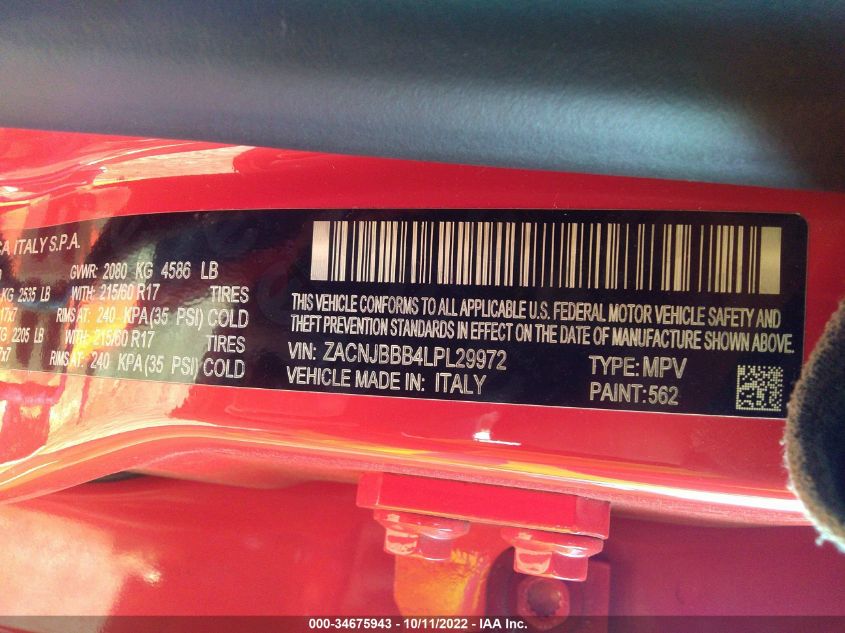 ITALY S.P.A.
GVWR: 2080 KG 4586 LB
KG 2535 LB WITH: 215/60 R17 TIRES
RIMS AT: 240 KPA(35 PSI) COLD
KG 2205 LB WITH: 215/60 R17 TIRES
RIMS AT: 240 KPA(35 PSI) COLD
THIS VEHICLE CONFORMS TO ALL APPLICABLE U.S. FEDERAL MOTOR VEHICLE SAFETY AND
THEFT PREVENTION STANDARDS IN EFFECT ON THE DATE OF MANUFACTURE SHOWN ABOVE.
VIN: ZACNJBBB4LPL29972 TYPE: MPV
VEHICLE MADE IN: ITALY PAINT: 562
000-34675943 - 10/11/2022 - IAA Inc.